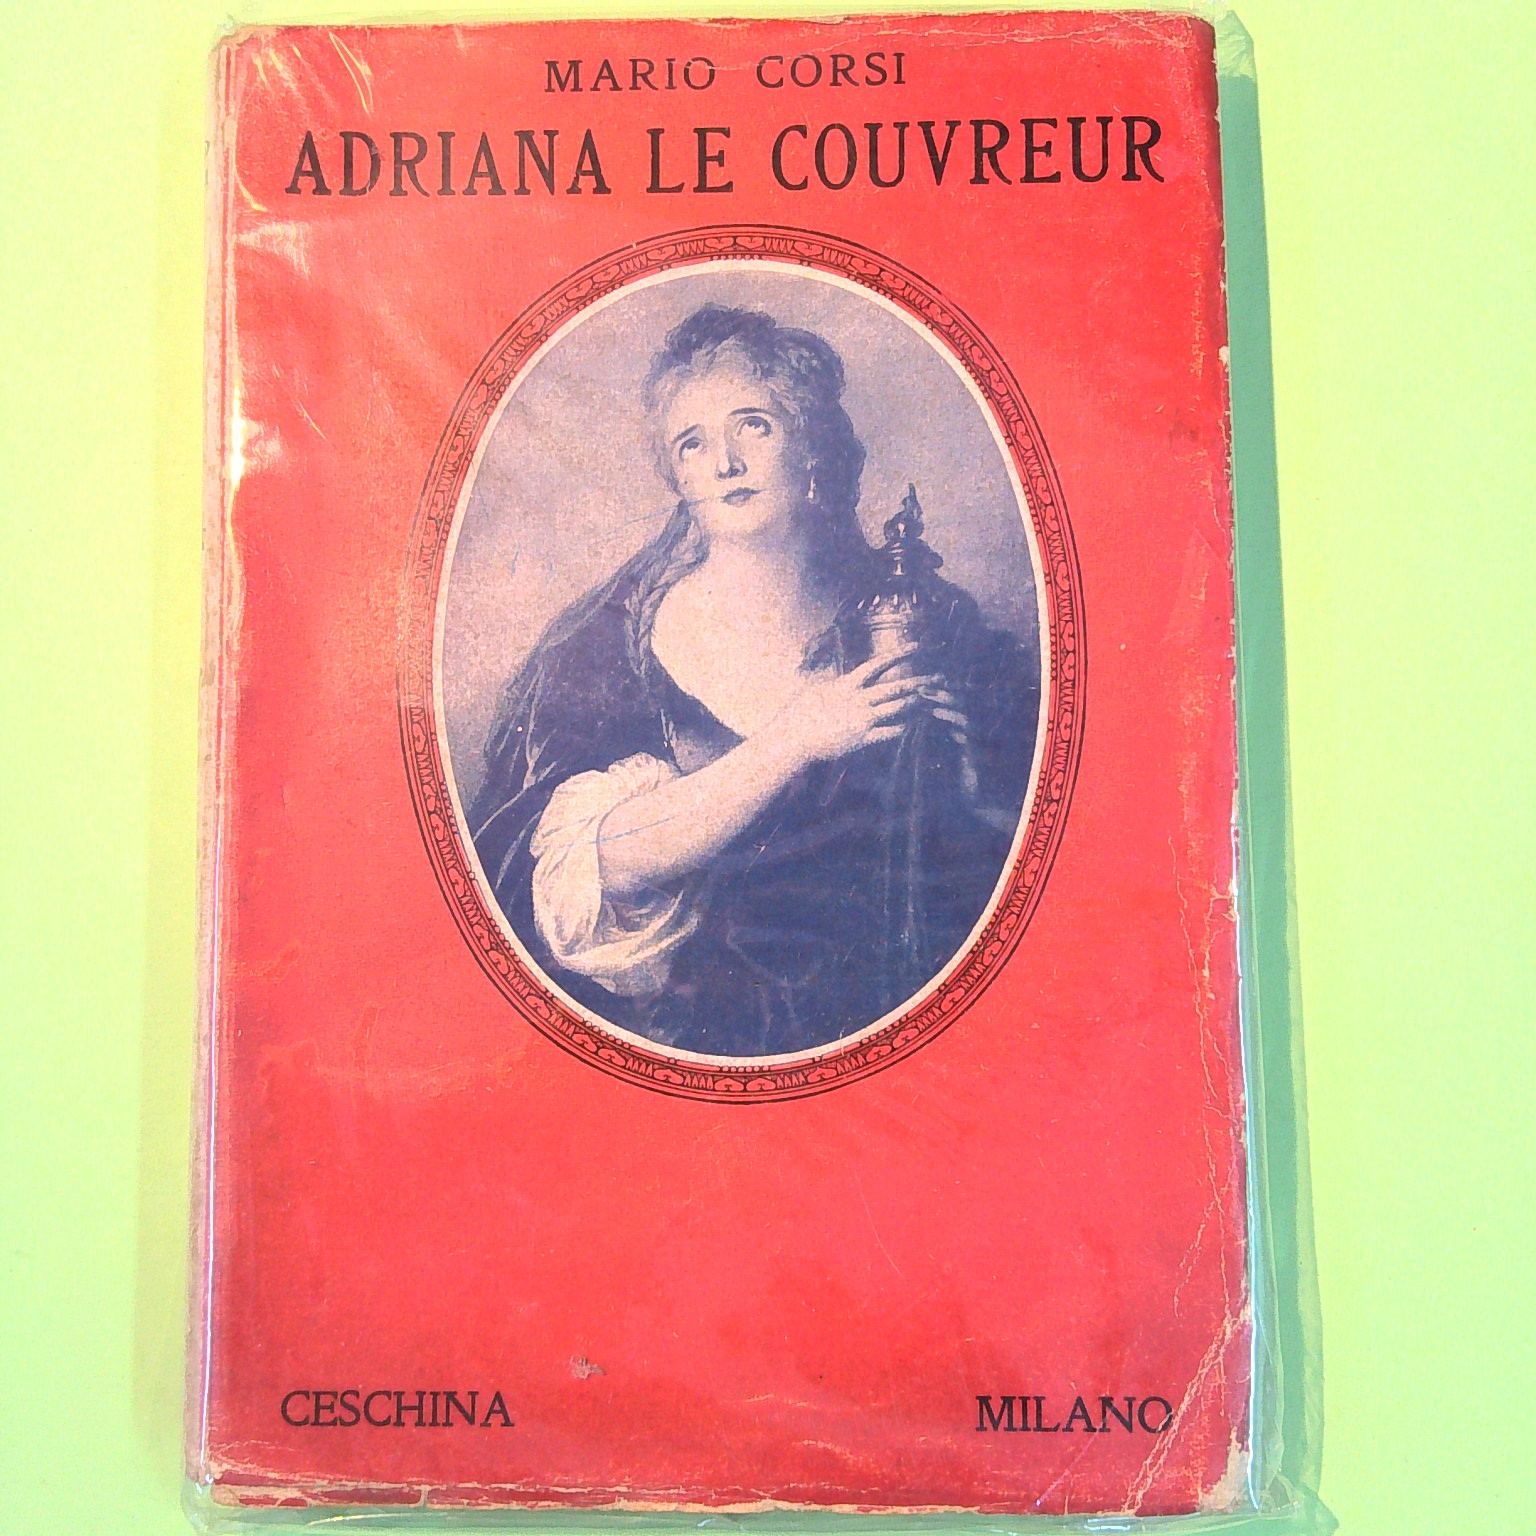 MARIO CORSI
ADRIANA LE COUVREUR
CESCHINA MILANO